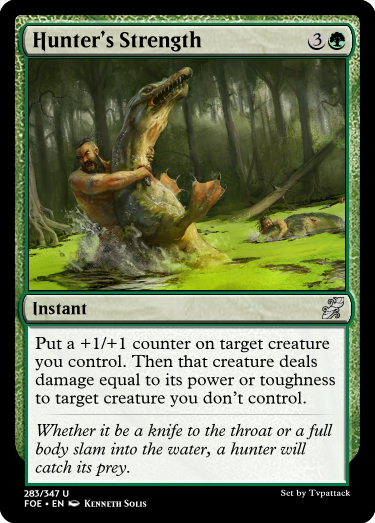 Hunter's Strength 3
Instant
Put a +1/+1 counter on target creature
you control. Then that creature deals
damage equal to its power or toughness
to target creature you don't control.
Whether it be a knife to the throat or a full
body slam into the water, a hunter will
catch its prey.
283/347 U
FOE • EN Kenneth Solis
Set by Tvpattack